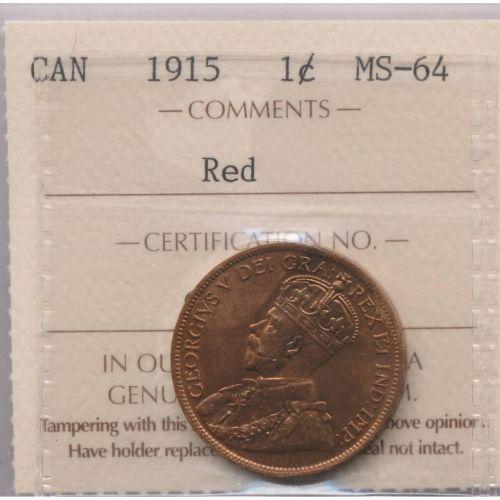 CAN 1915 1¢ MS-64
— COMMENTS —
Red
— CERTIFICATION NO. —
GEORGIVS V DEI GRA: REX ET IND: IMP:
IN OU A
GENU M.
Tampering with this bove opinion.
Have holder replace eal not intact.